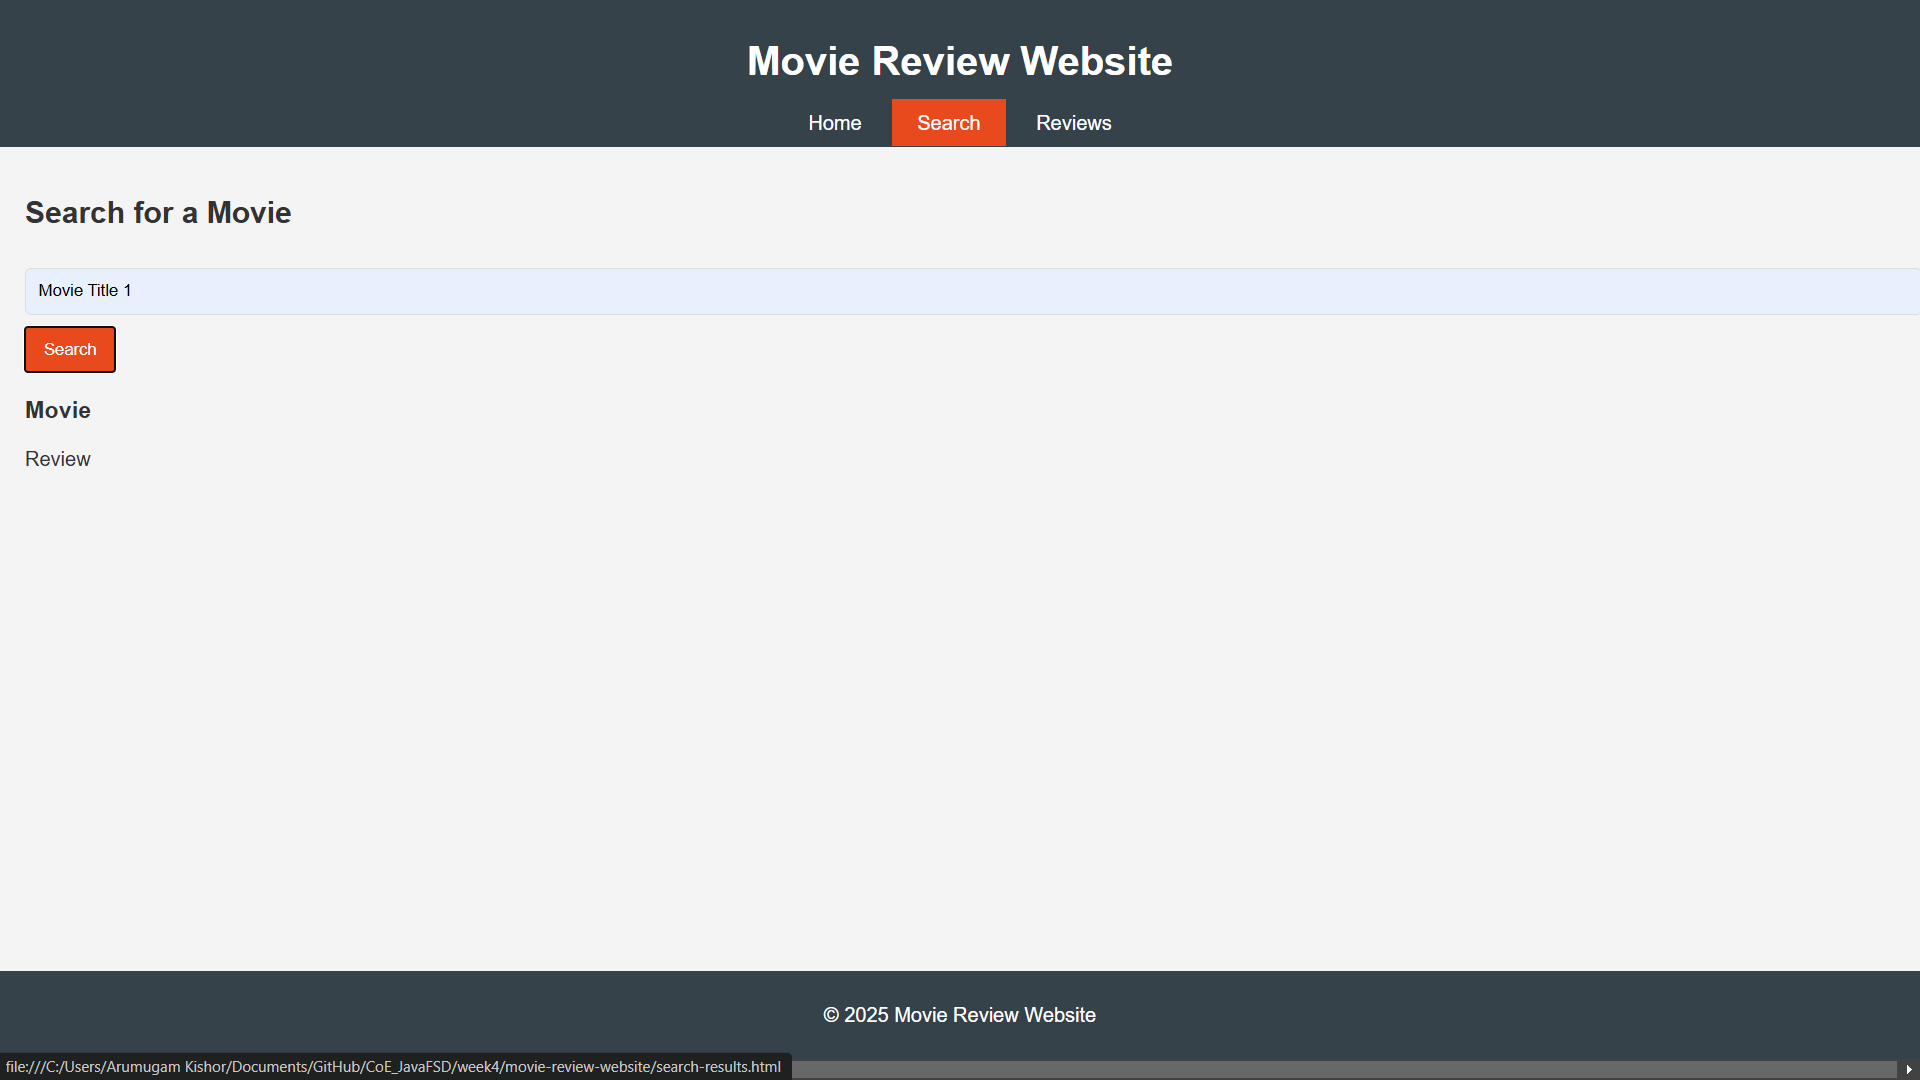 Movie Review Website
Home Search Reviews
Search for a Movie
Movie Title 1
Search
Movie
Review
© 2025 Movie Review Website
file:///C:/Users/Arumugam Kishor/Documents/GitHub/CoE_JavaFSD/week4/movie-review-website/search-results.html